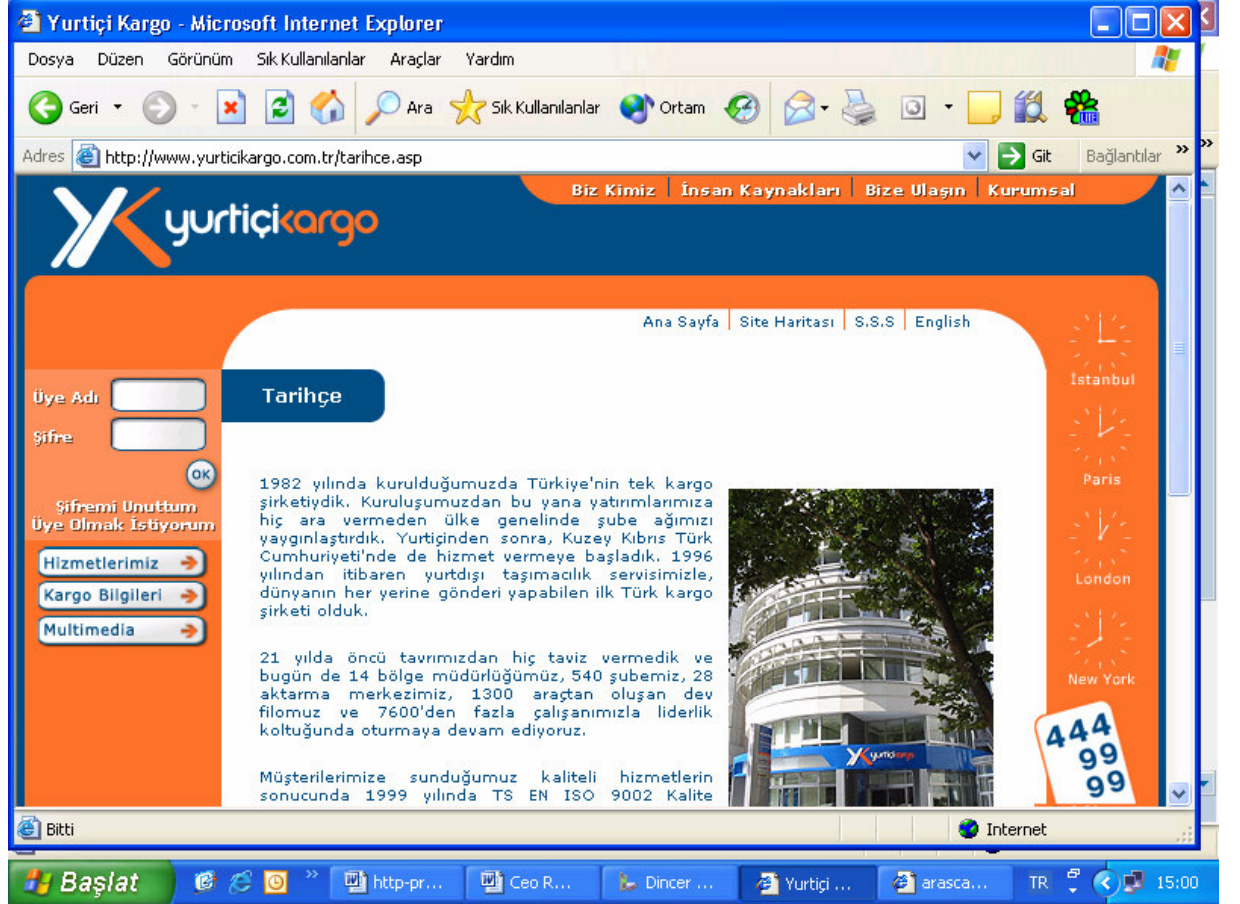 Yurtiçi Kargo - Microsoft Internet Explorer
Dosya Düzen Görünüm Sık Kullanılanlar Araçlar Yardım
Geri Ara Sık Kullanılanlar Ortam LITE
Adres http://www.yurticikargo.com.tr/tarihce.asp Git Bağlantılar »
Biz Kimiz İnsan Kaynakları Bize Ulaşın Kurumsal
yurtiçikargo
Ana Sayfa Site Haritası S.S.S English
İstanbul
Paris
London
New York
Üye Adı
Şifre
OK
Şifremi Unuttum
Üye Olmak İstiyorum
Hizmetlerimiz
Kargo Bilgileri
Multimedia
Tarihçe
1982 yılında kurulduğumuzda Türkiye'nin tek kargo
şirketiydik. Kuruluşumuzdan bu yana yatırımlarımıza
hiç ara vermeden ülke genelinde şube ağımızı
yaygınlaştırdık. Yurtiçinden sonra, Kuzey Kıbrıs Türk
Cumhuriyeti'nde de hizmet vermeye başladık. 1996
yılından itibaren yurtdışı taşımacılık servisimizle,
dünyanın her yerine gönderi yapabilen ilk Türk kargo
şirketi olduk.
21 yılda öncü tavrımızdan hiç taviz vermedik ve
bugün de 14 bölge müdürlüğümüz, 540 şubemiz, 28
aktarma merkezimiz, 1300 araçtan oluşan dev
filomuz ve 7600'den fazla çalışanımızla liderlik
koltuğunda oturmaya devam ediyoruz.
Müşterilerimize sunduğumuz kaliteli hizmetlerin
sonucunda 1999 yılında TS EN ISO 9002 Kalite
yurtiçikargo
444
99
99
Bitti Internet
Başlat » http-pr... Ceo R... Dincer ... Yurtiçi ... arasca... TR 15:00